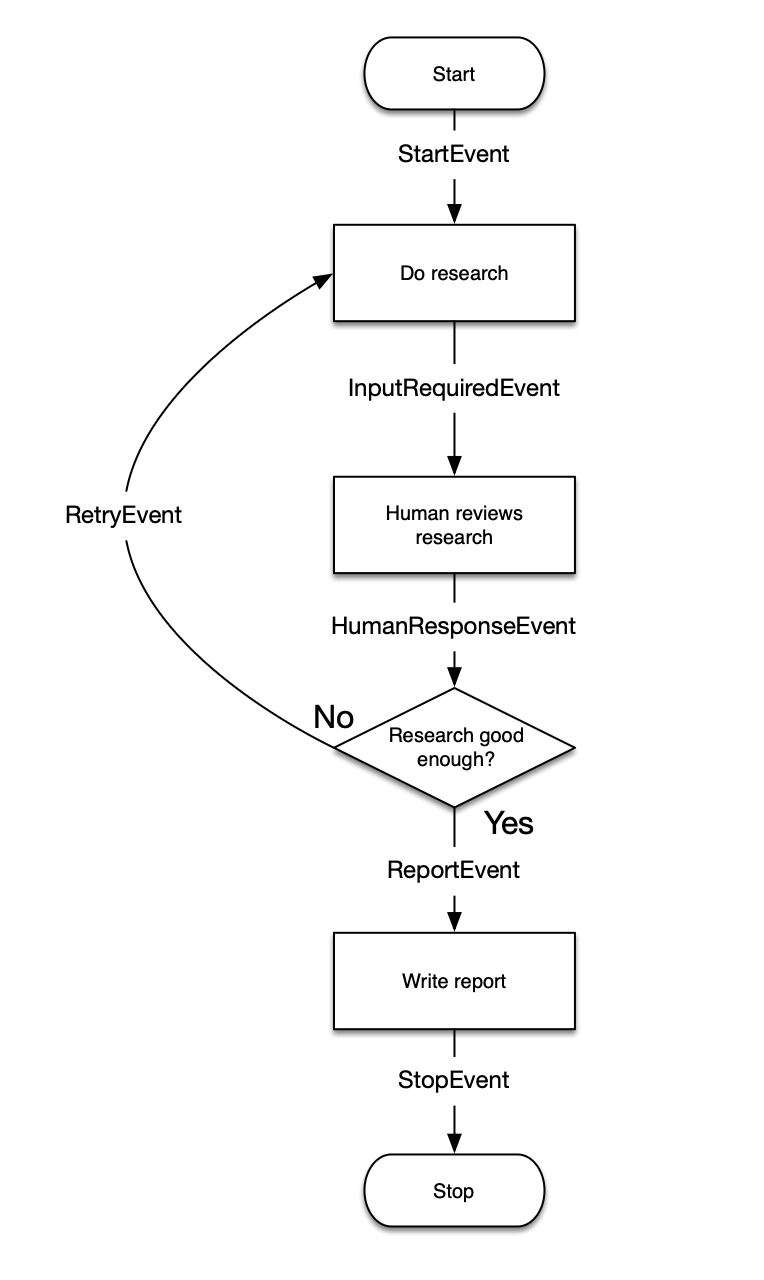 Start
StartEvent
Do research
InputRequiredEvent
Human reviews
research
RetryEvent
HumanResponseEvent
No
Research good
enough?
Yes
ReportEvent
Write report
StopEvent
Stop